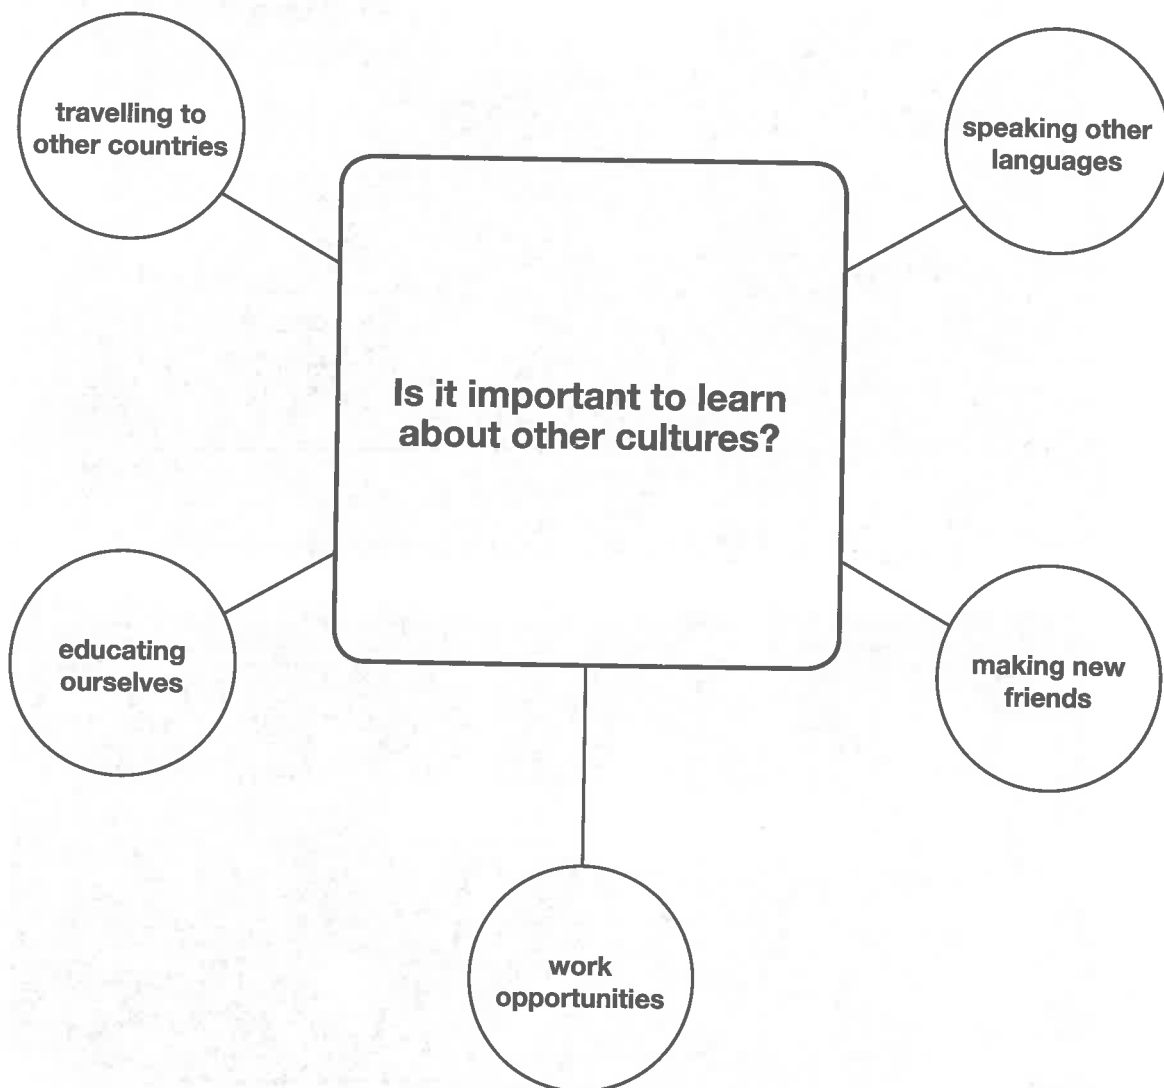 travelling to
other countries
speaking other
languages
Is it important to learn
about other cultures?
educating
ourselves
making new
friends
work
opportunities